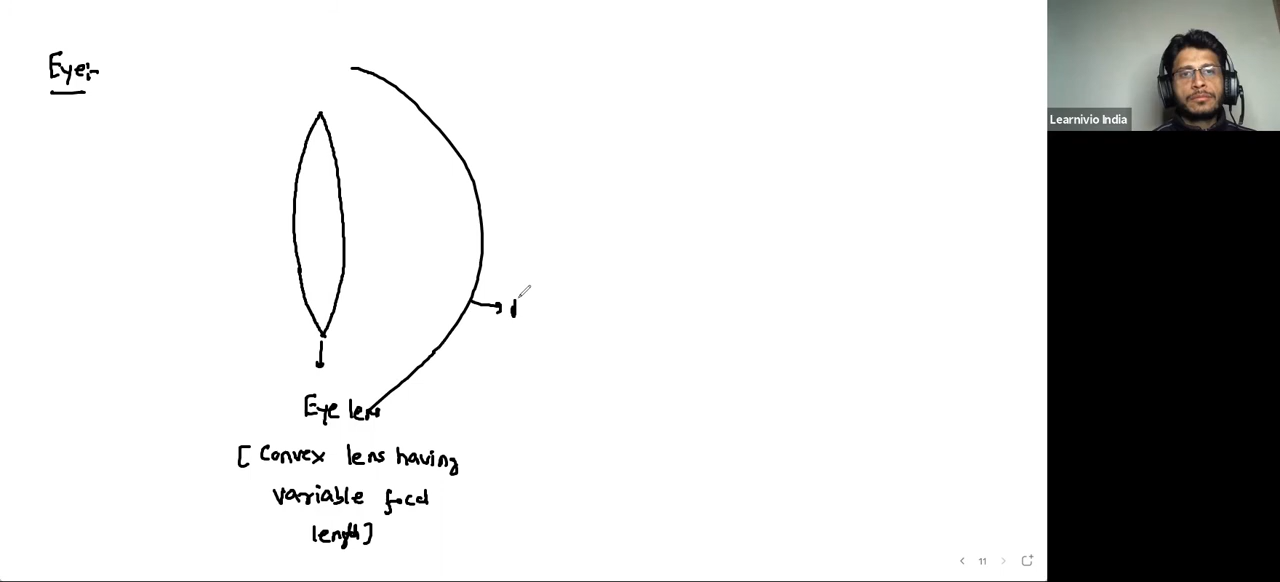 Eye:-
Learnivio India
Eye lens
[ Convex lens having
variable focal
length]
11